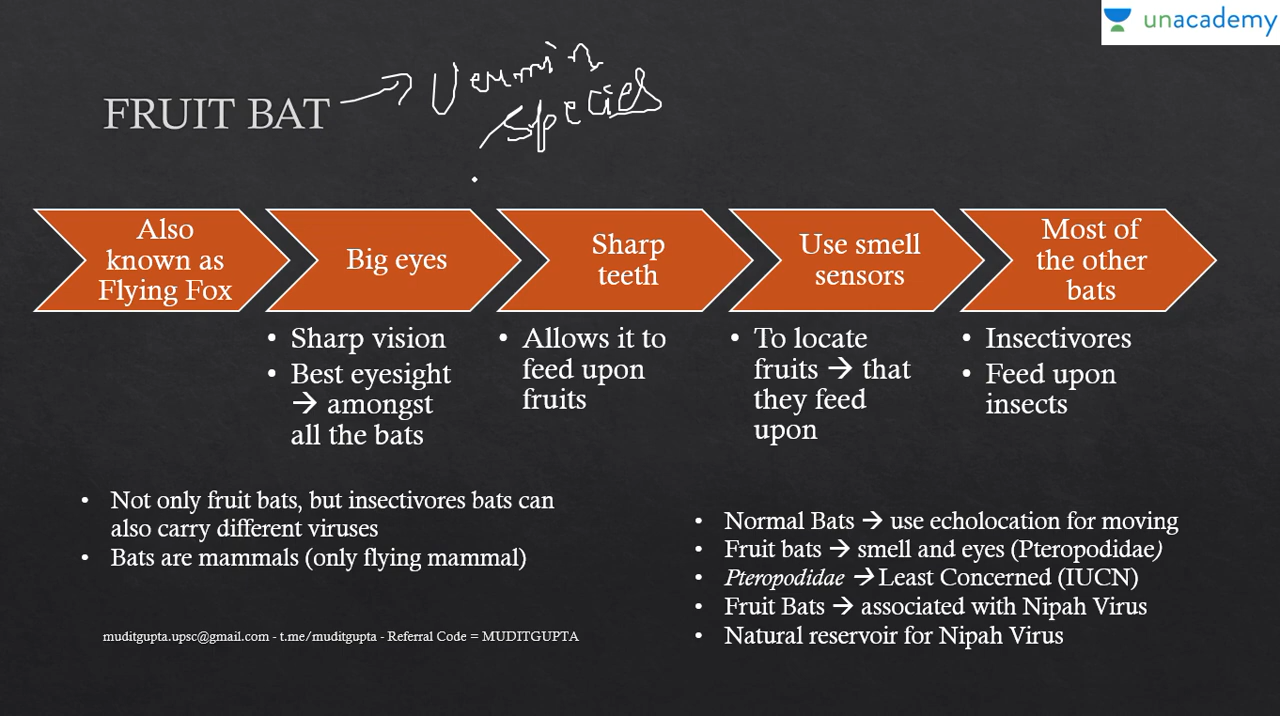 unacademy
FRUIT BAT → Vermin
Species
Also
known as
Flying Fox
Big eyes
• Sharp vision
• Best eyesight
→ amongst
all the bats
Sharp
teeth
• Allows it to
feed upon
fruits
Use smell
sensors
• To locate
fruits → that
they feed
upon
Most of
the other
bats
• Insectivores
• Feed upon
insects
• Not only fruit bats, but insectivores bats can
also carry different viruses
• Bats are mammals (only flying mammal)
• Normal Bats → use echolocation for moving
• Fruit bats → smell and eyes (Pteropodidae)
• Pteropodidae → Least Concerned (IUCN)
• Fruit Bats → associated with Nipah Virus
• Natural reservoir for Nipah Virus
muditgupta.upsc@gmail.com - t.me/muditgupta - Referral Code = MUDITGUPTA